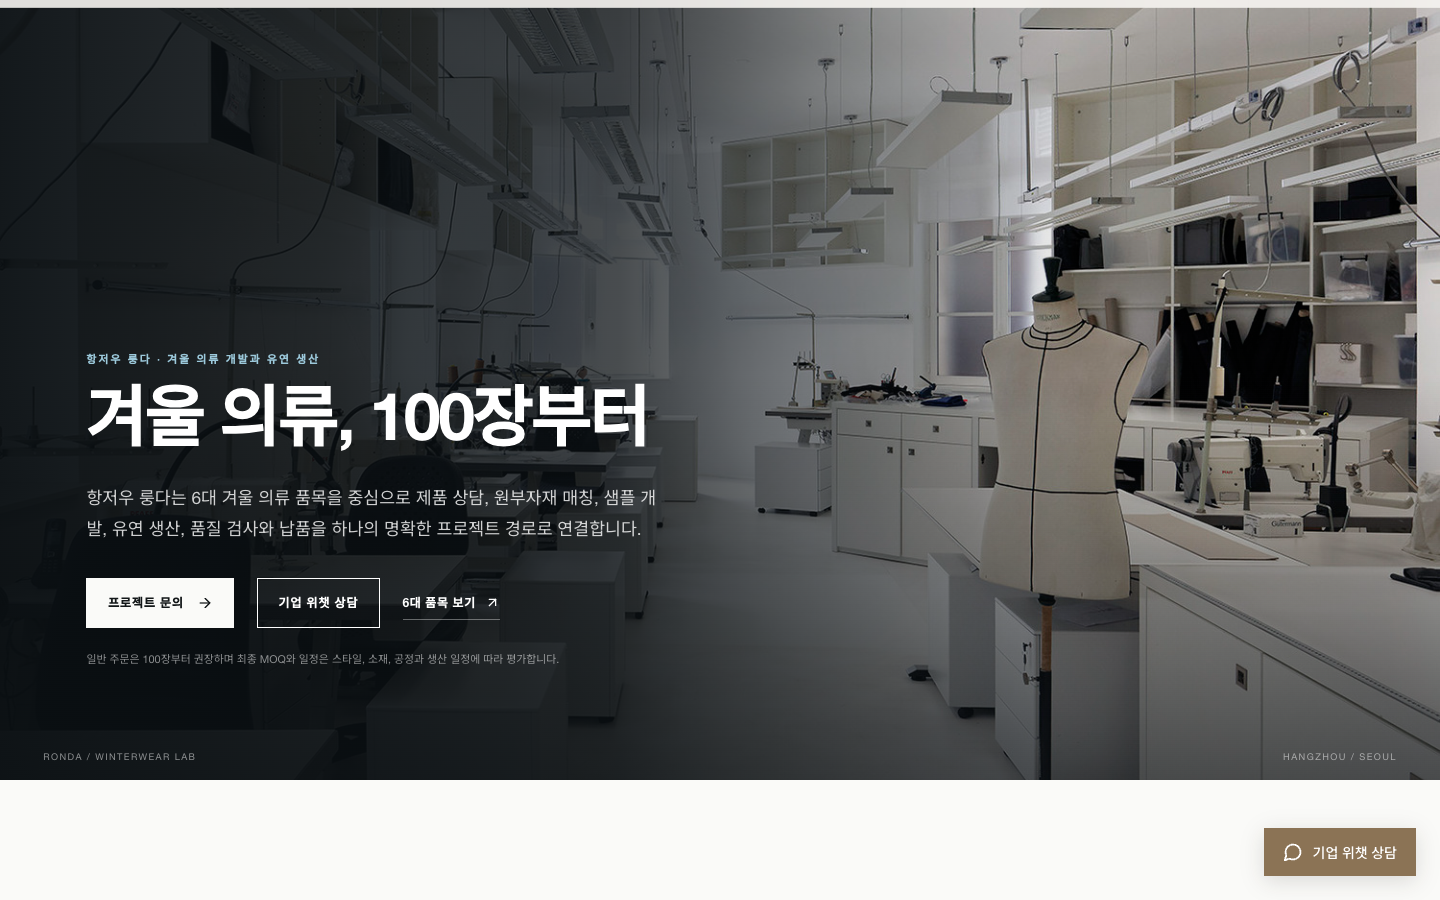 항저우 룽다 · 겨울 의류 개발과 유연 생산
겨울 의류, 100장부터
항저우 룽다는 6대 겨울 의류 품목을 중심으로 제품 상담, 원부자재 매칭, 샘플 개
발, 유연 생산, 품질 검사와 납품을 하나의 명확한 프로젝트 경로로 연결합니다.
프로젝트 문의
기업 위챗 상담
6대 품목 보기
일반 주문은 100장부터 권장하며 최종 MOQ와 일정은 스타일, 소재, 공정과 생산 일정에 따라 평가합니다.
Gütermann
RONDA / WINTERWEAR LAB
HANGZHOU / SEOUL
기업 위챗 상담